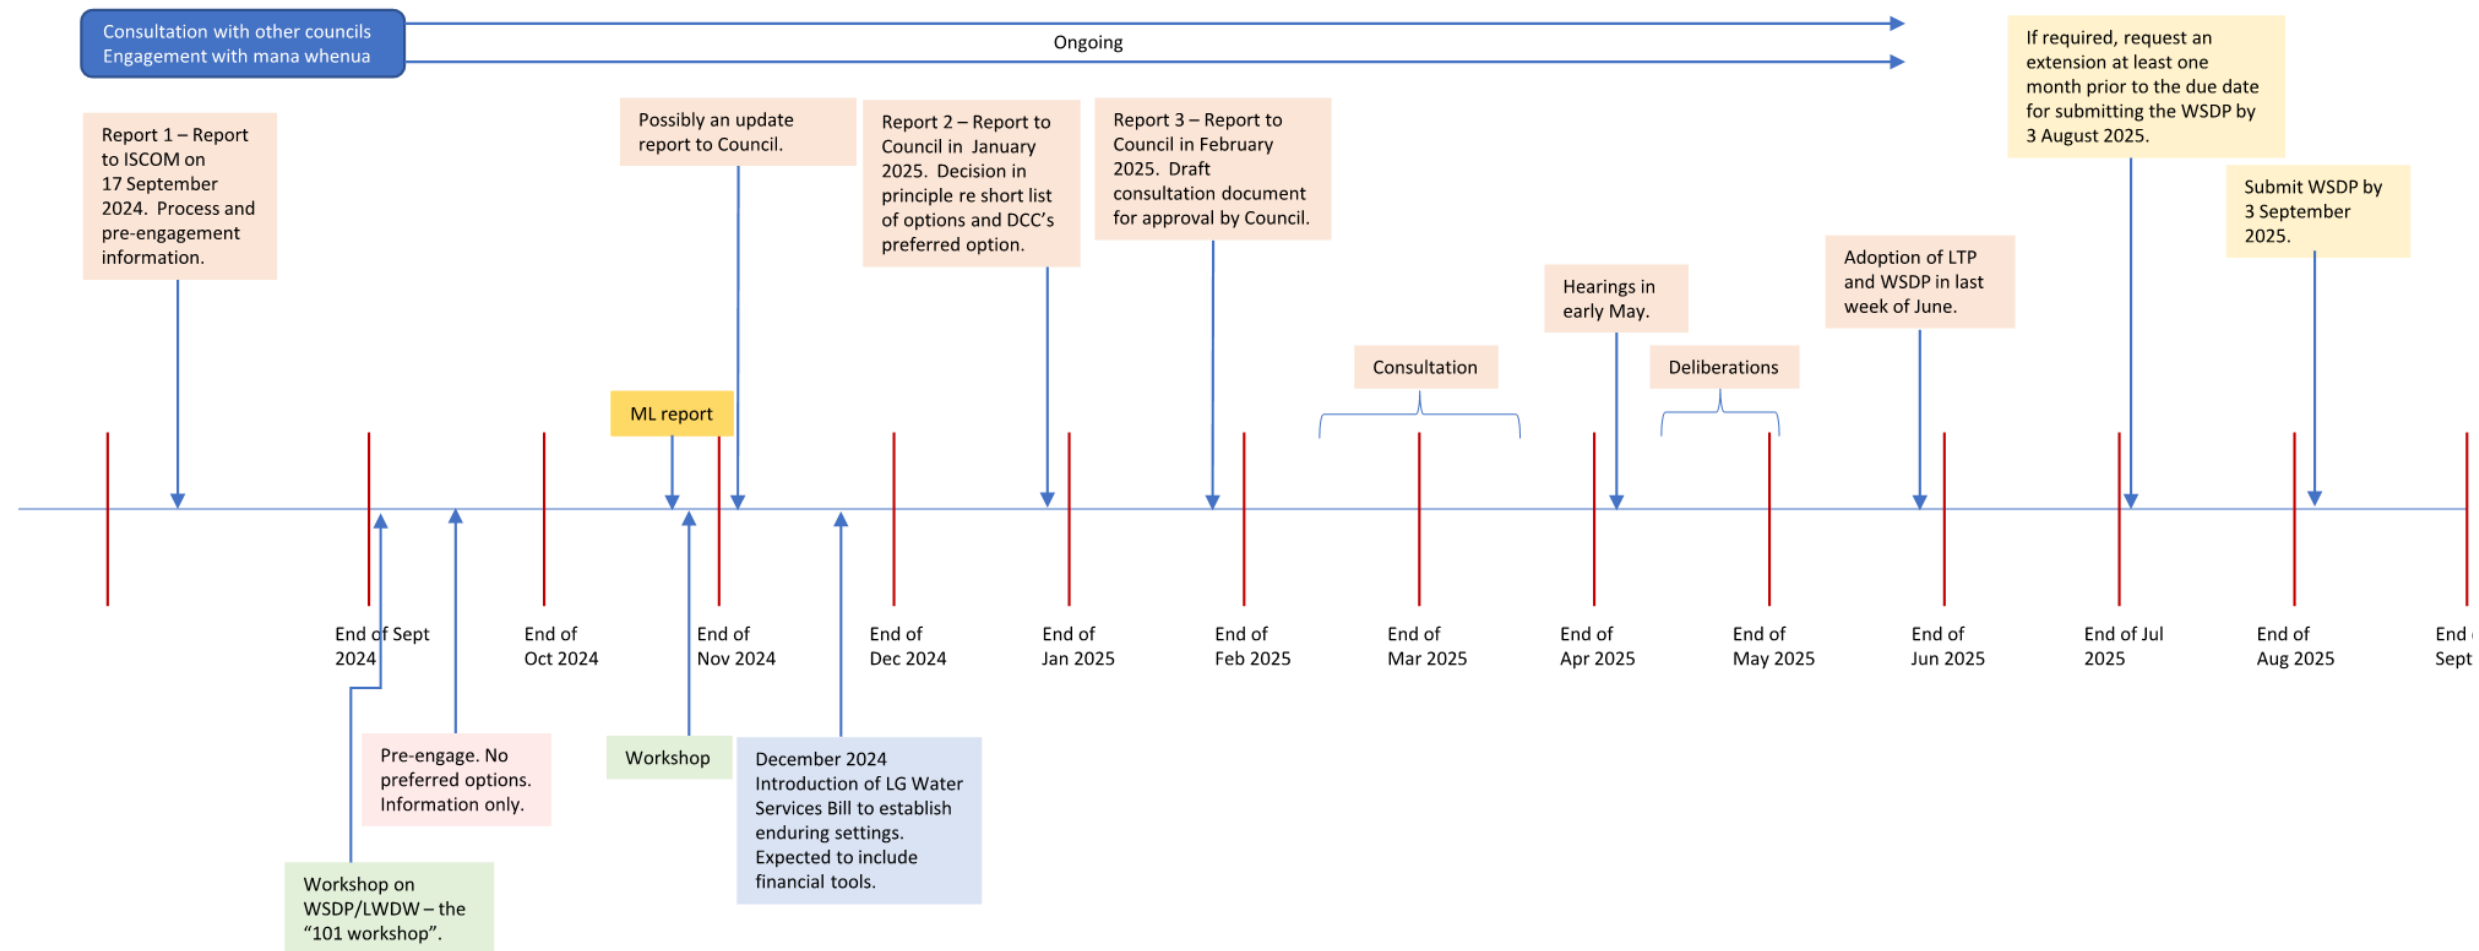 Consultation with other councils
Engagement with mana whenua
Ongoing
If required, request an
extension at least one
month prior to the due date
for submitting the WSDP by
3 August 2025.
Report 1 – Report
to ISCOM on
17 September
2024.  Process and
pre-engagement
information.
Possibly an update
report to Council.
Report 2 – Report to
Council in  January
2025.  Decision in
principle re short list
of options and DCC’s
preferred option.
Report 3 – Report to
Council in February
2025.  Draft
consultation document
for approval by Council.
Submit WSDP by
3 September
2025.
Adoption of LTP
and WSDP in last
week of June.
Hearings in
early May.
Consultation
Deliberations
ML report
End of Sept
2024
End of
Oct 2024
End of
Nov 2024
End of
Dec 2024
End of
Jan 2025
End of
Feb 2025
End of
Mar 2025
End of
Apr 2025
End of
May 2025
End of
Jun 2025
End of Jul
2025
End of
Aug 2025
End
Sept
Pre-engage. No
preferred options.
Information only.
Workshop
December 2024
Introduction of LG Water
Services Bill to establish
enduring settings.
Expected to include
financial tools.
Workshop on
WSDP/LWDW – the
“101 workshop”.